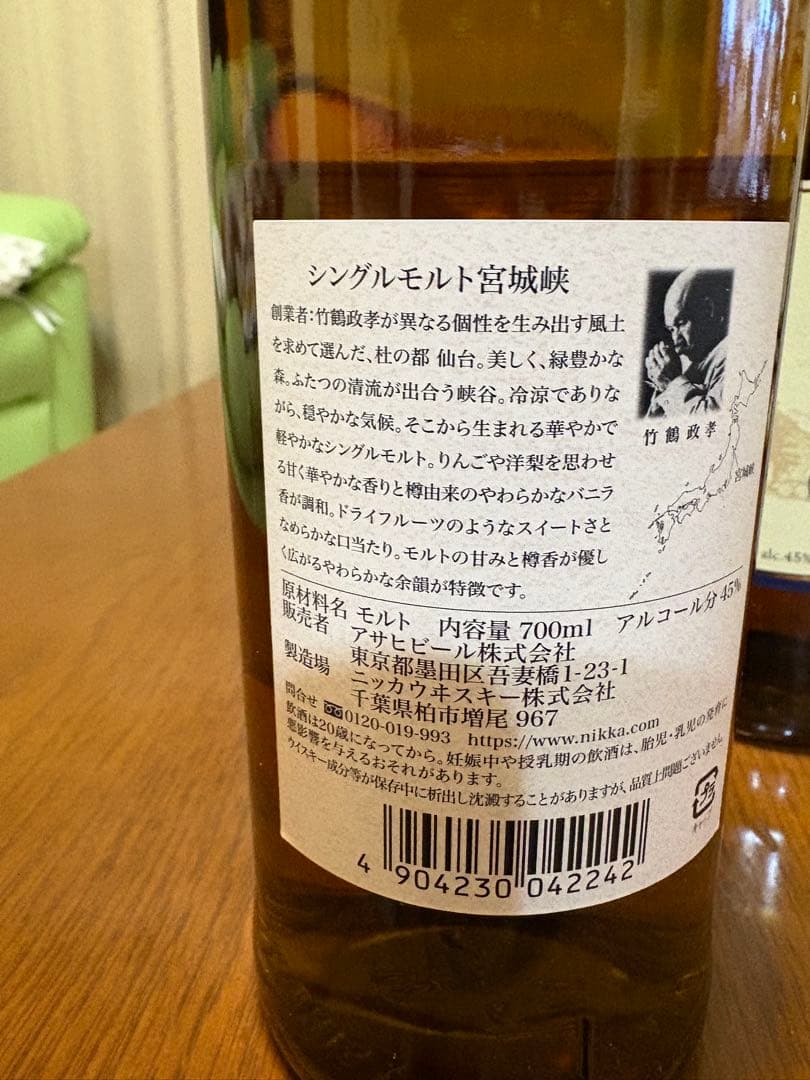 シングルモルト宮城峡
創業者:竹鶴政孝が異なる個性を生み出す風土
を求めて選んだ、杜の都 仙台。美しく、緑豊かな
森。ふたつの清流が出合う峡谷。冷涼でありな
がら、穏やかな気候。そこから生まれる華やかで
軽やかなシングルモルト。りんごや洋梨を思わせ
る甘く華やかな香りと樽由来のやわらかなバニラ
香が調和。ドライフルーツのようなスイートさと
なめらかな口当たり。モルトの甘みと樽香が優し
く広がるやわらかな余韻が特徴です。
竹鶴政孝
宮城峡
原材料名 モルト 内容量 700ml アルコール分 45%
販売者 アサヒビール株式会社
東京都墨田区吾妻橋1-23-1
製造場 ニッカウヰスキー株式会社
千葉県柏市増尾 967
問合せ 0120-019-993 https://www.nikka.com
飲酒は20歳になってから。妊娠中や授乳期の飲酒は、胎児・乳児の発育に
悪影響を与えるおそれがあります。
ウイスキー成分等が保存中に析出し沈澱することがありますが、品質上問題ございません。
プラ
キャップ
4 904230 042242
alc.45%